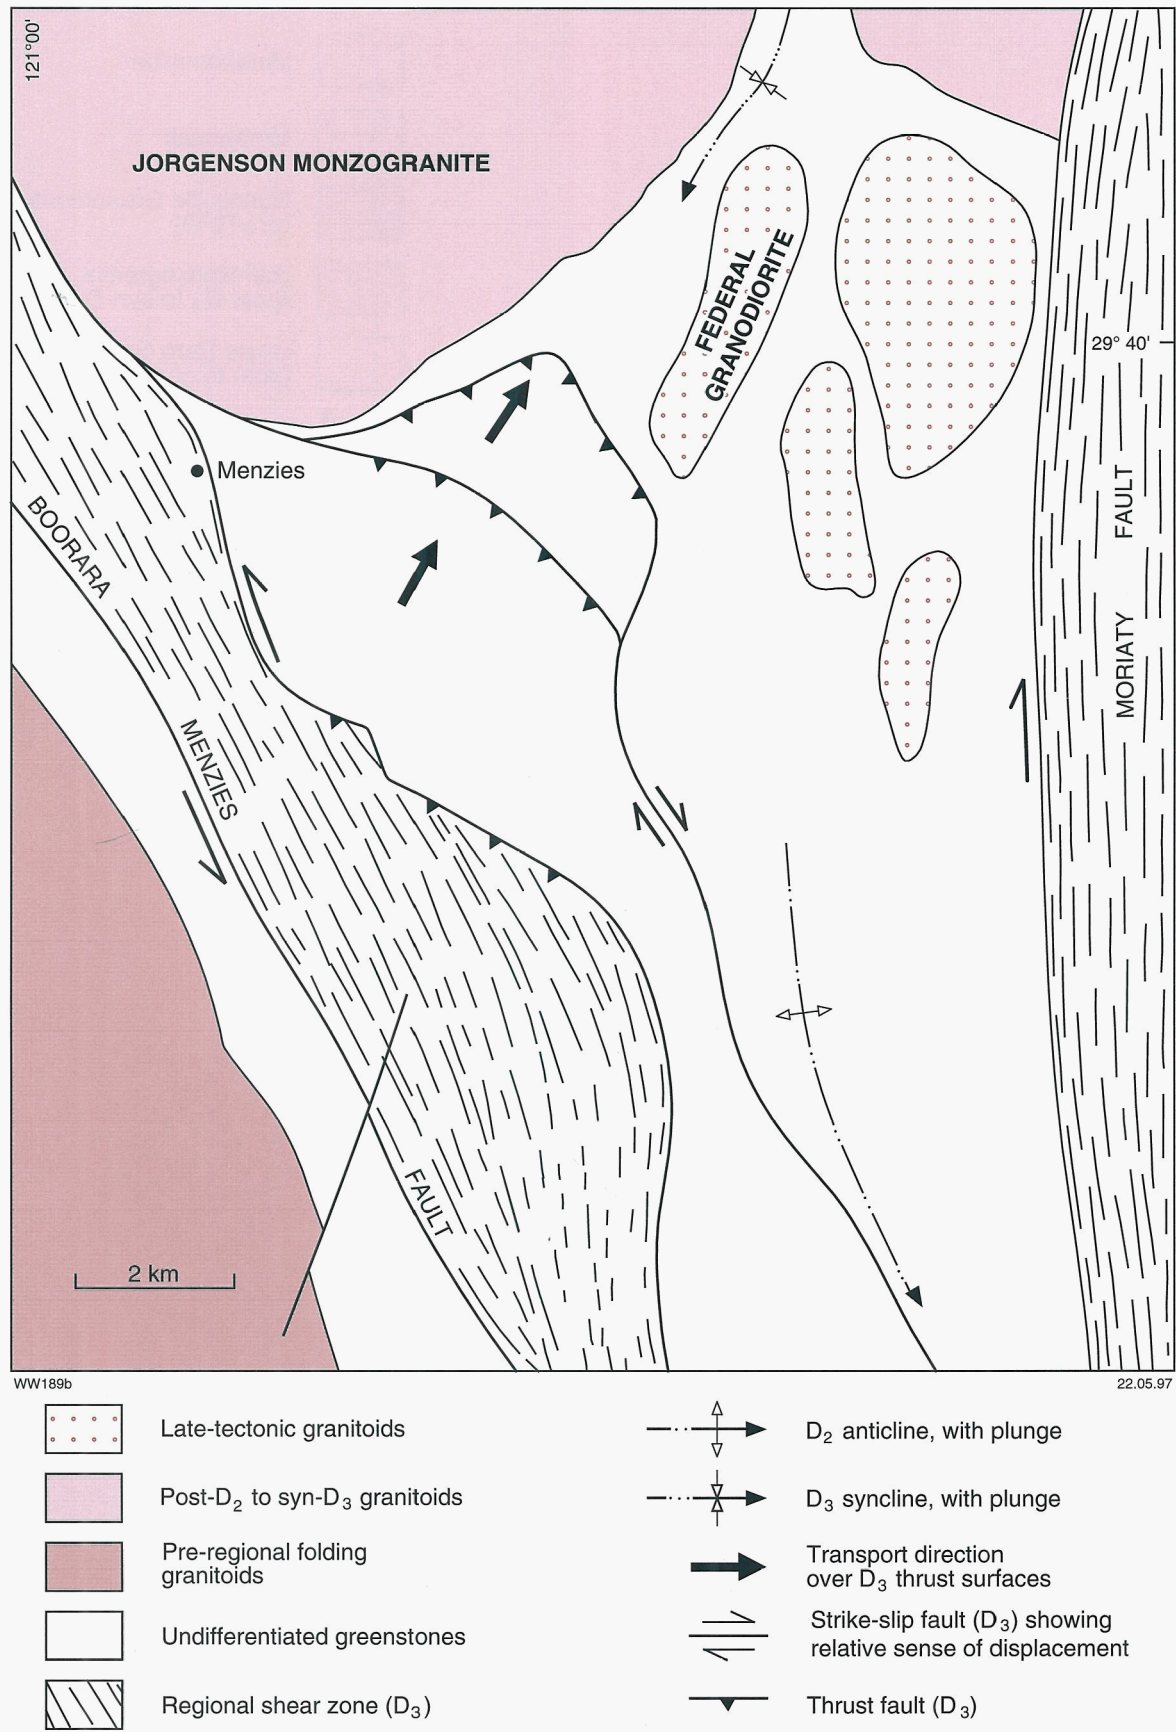 121°00'
JORGENSON MONZOGRANITE
FEDERAL
GRANODIORITE
29° 40'
Menzies
BOORARA
MENZIES
FAULT
MORIATY FAULT
2 km
WW189b
22.05.97
Late-tectonic granitoids
Post-D2 to syn-D3 granitoids
Pre-regional folding
granitoids
Undifferentiated greenstones
Regional shear zone (D3)
D2 anticline, with plunge
D3 syncline, with plunge
Transport direction
over D3 thrust surfaces
Strike-slip fault (D3) showing
relative sense of displacement
Thrust fault (D3)